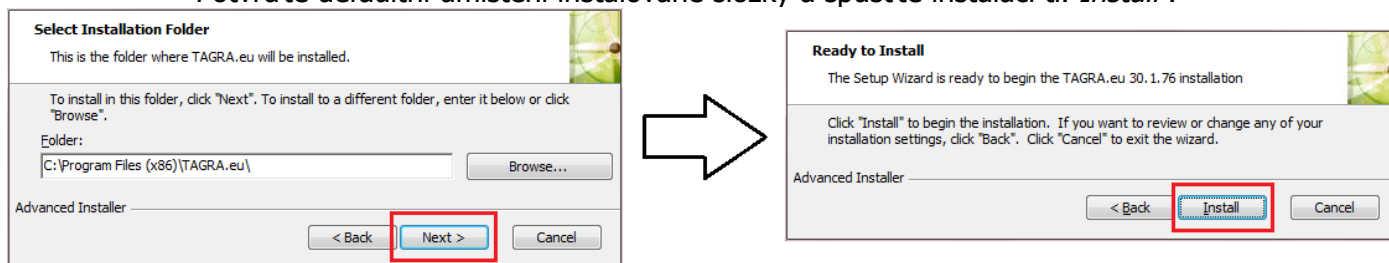 Select Installation Folder
This is the folder where TAGRA.eu will be installed.
To install in this folder, click "Next". To install to a different folder, enter it below or click
"Browse".
Folder:
C:\Program Files (x86)\TAGRA.eu\
Browse...
Advanced Installer
< Back
Next >
Cancel
Ready to Install
The Setup Wizard is ready to begin the TAGRA.eu 30.1.76 installation
Click "Install" to begin the installation. If you want to review or change any of your
installation settings, click "Back". Click "Cancel" to exit the wizard.
Advanced Installer
< Back
Install
Cancel